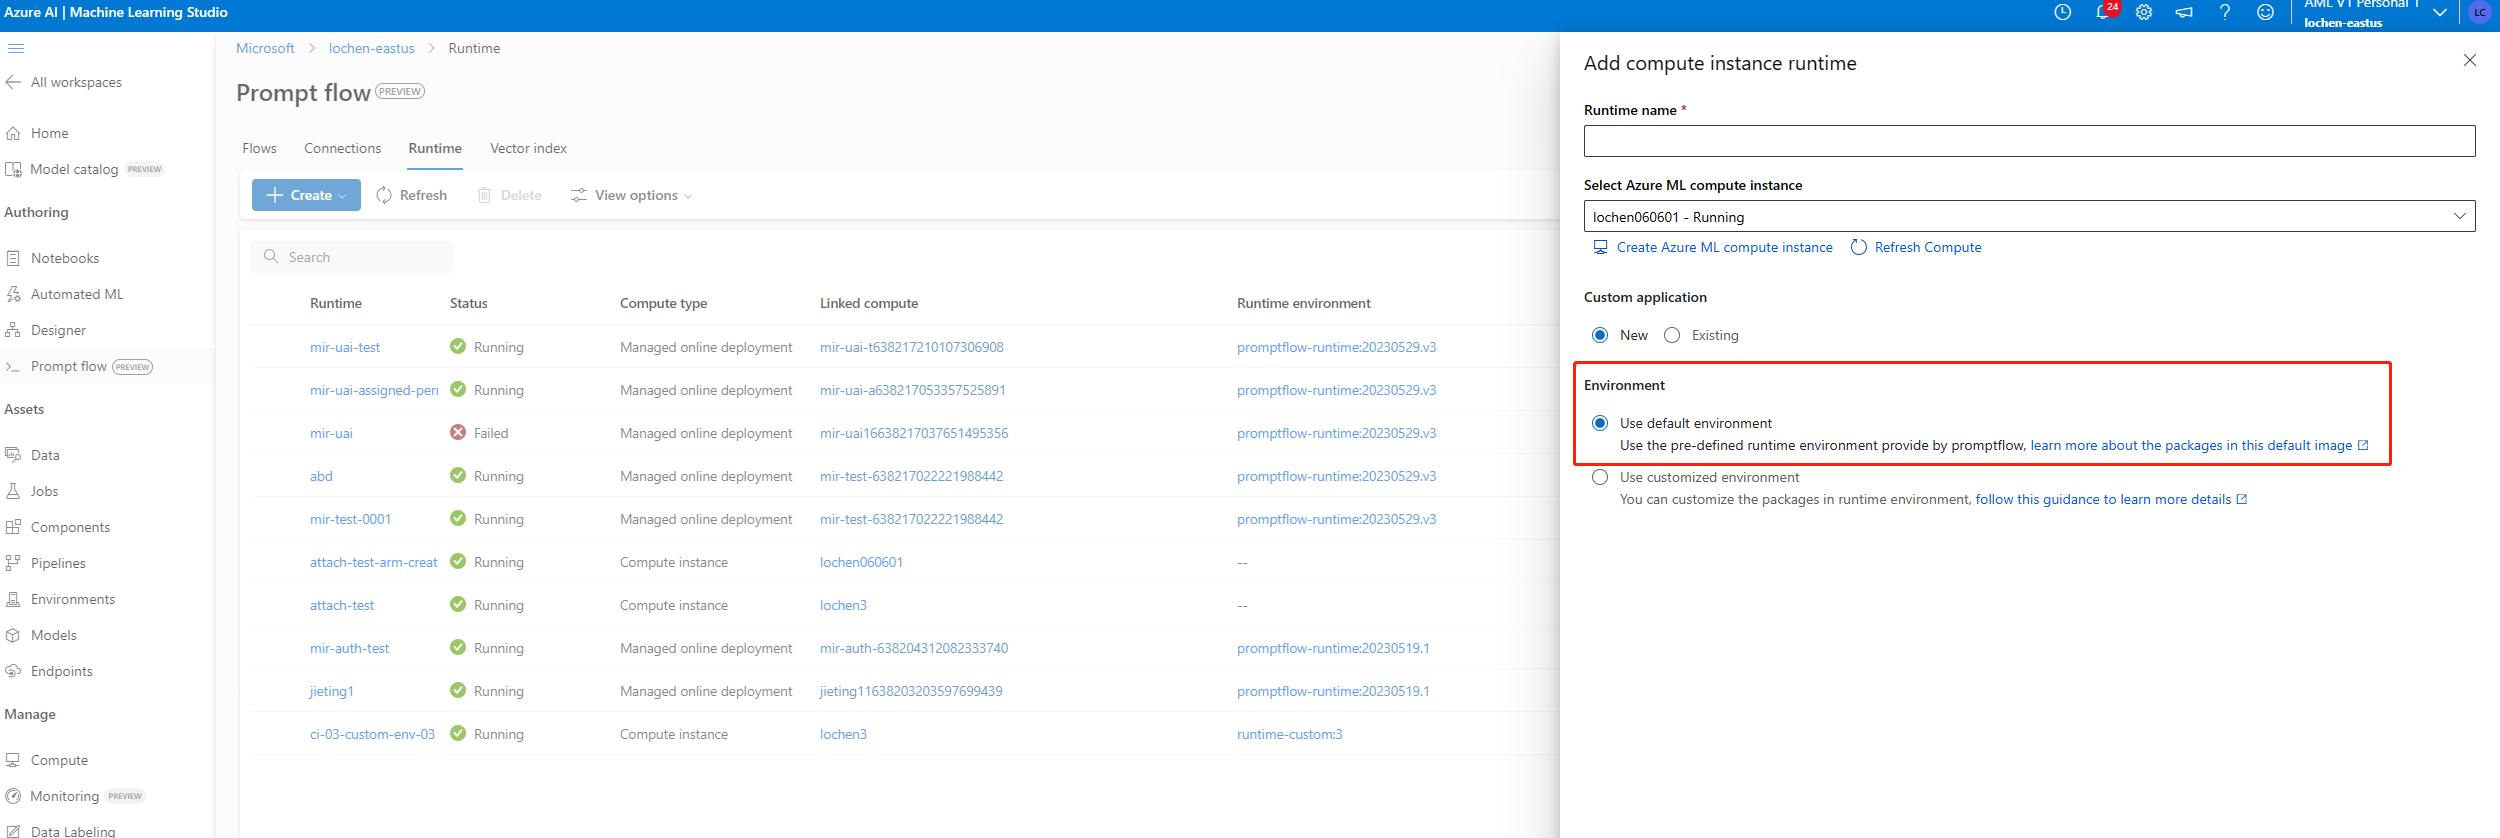 Azure AI | Machine Learning Studio
24
AML V1 Personal 1
lochen-eastus
LC
All workspaces
Home
Model catalog PREVIEW
Authoring
Notebooks
Automated ML
Designer
Prompt flow PREVIEW
Assets
Data
Jobs
Components
Pipelines
Environments
Models
Endpoints
Manage
Compute
Monitoring PREVIEW
Data Labeling
Microsoft > lochen-eastus > Runtime
Prompt flow PREVIEW
Flows Connections Runtime Vector index
Create Refresh Delete View options
Search
Runtime Status Compute type Linked compute Runtime environment
mir-uai-test Running Managed online deployment mir-uai-t638217210107306908 promptflow-runtime:20230529.v3
mir-uai-assigned-perr Running Managed online deployment mir-uai-a638217053357525891 promptflow-runtime:20230529.v3
mir-uai Failed Managed online deployment mir-uai16638217037651495356 promptflow-runtime:20230529.v3
abd Running Managed online deployment mir-test-638217022221988442 promptflow-runtime:20230529.v3
mir-test-0001 Running Managed online deployment mir-test-638217022221988442 promptflow-runtime:20230529.v3
attach-test-arm-creat Running Compute instance lochen060601 --
attach-test Running Compute instance lochen3 --
mir-auth-test Running Managed online deployment mir-auth-638204312082333740 promptflow-runtime:20230519.1
jieting1 Running Managed online deployment jieting11638203203597699439 promptflow-runtime:20230519.1
ci-03-custom-env-03 Running Compute instance lochen3 runtime-custom:3
Add compute instance runtime
Runtime name *
Select Azure ML compute instance
lochen060601 - Running
Create Azure ML compute instance Refresh Compute
Custom application
New Existing
Environment
Use default environment
Use the pre-defined runtime environment provide by promptflow, learn more about the packages in this default image
Use customized environment
You can customize the packages in runtime environment, follow this guidance to learn more details